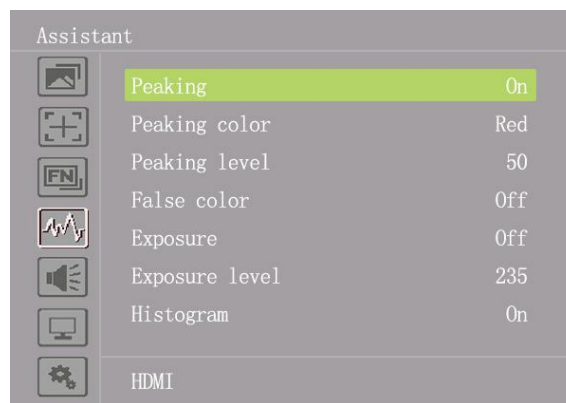 Assistant
Peaking On
Peaking color Red
Peaking level 50
FN
False color Off
Exposure Off
Exposure level 235
Histogram On
HDMI